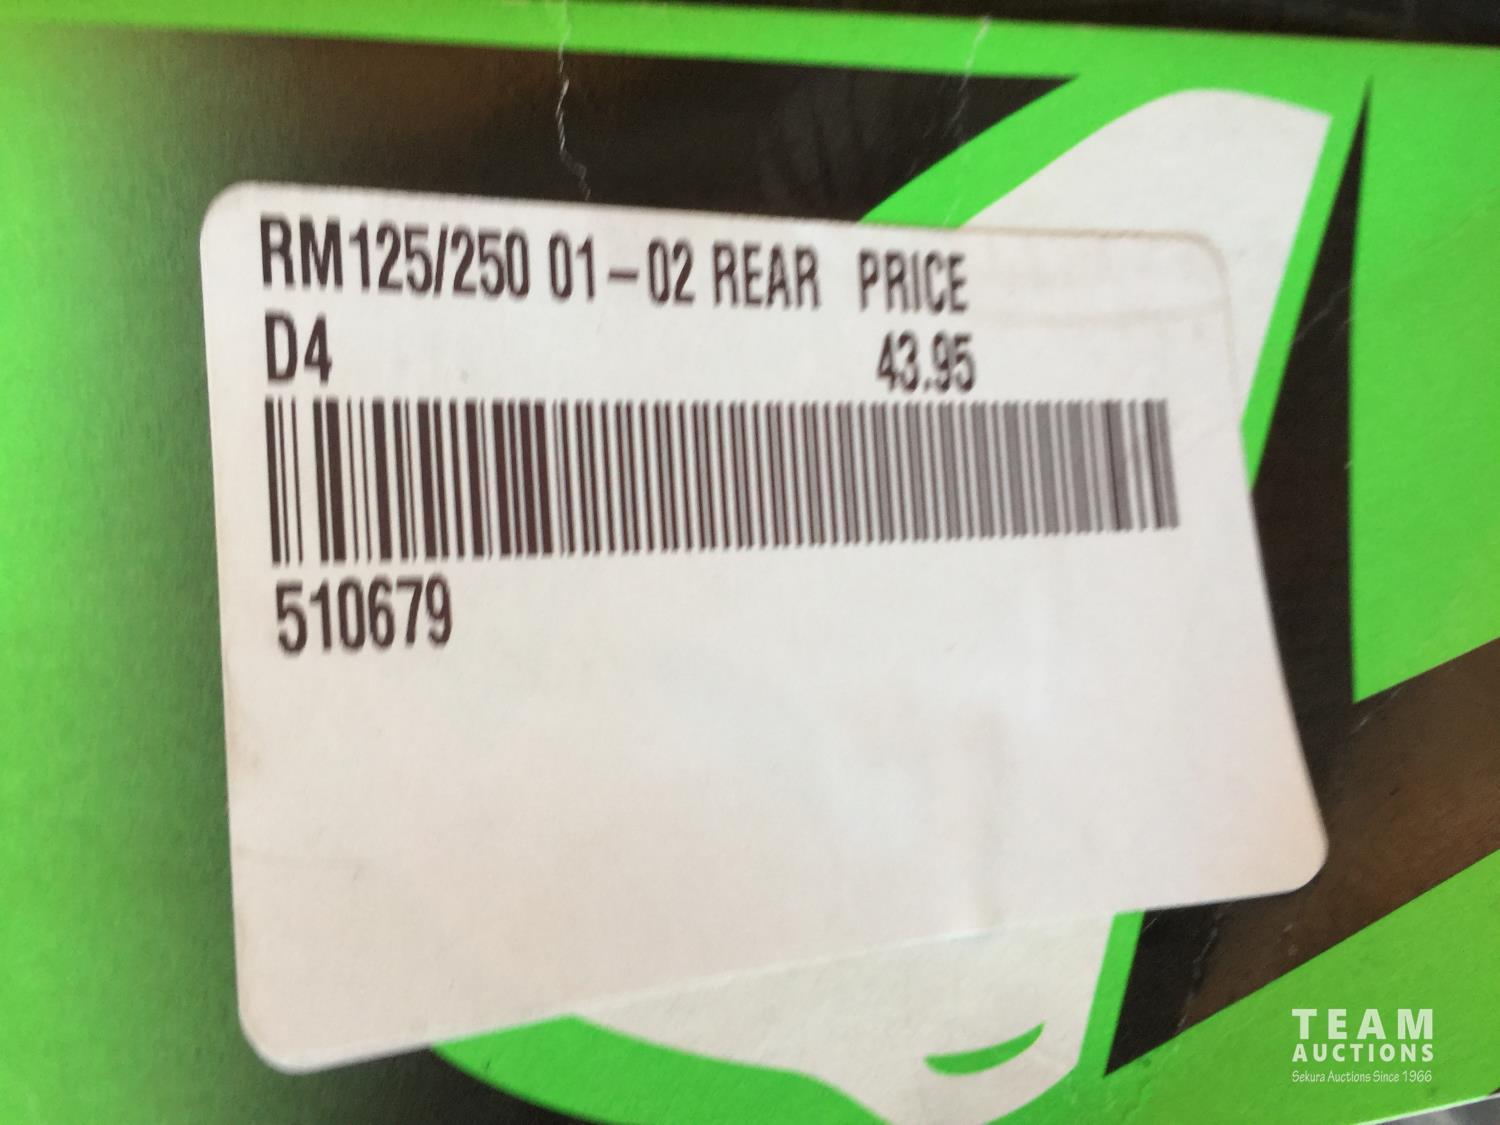 RM125/250 01-02 REAR PRICE
D4 43.95
510679
TEAM
AUCTIONS
Sekura Auctions Since 1966